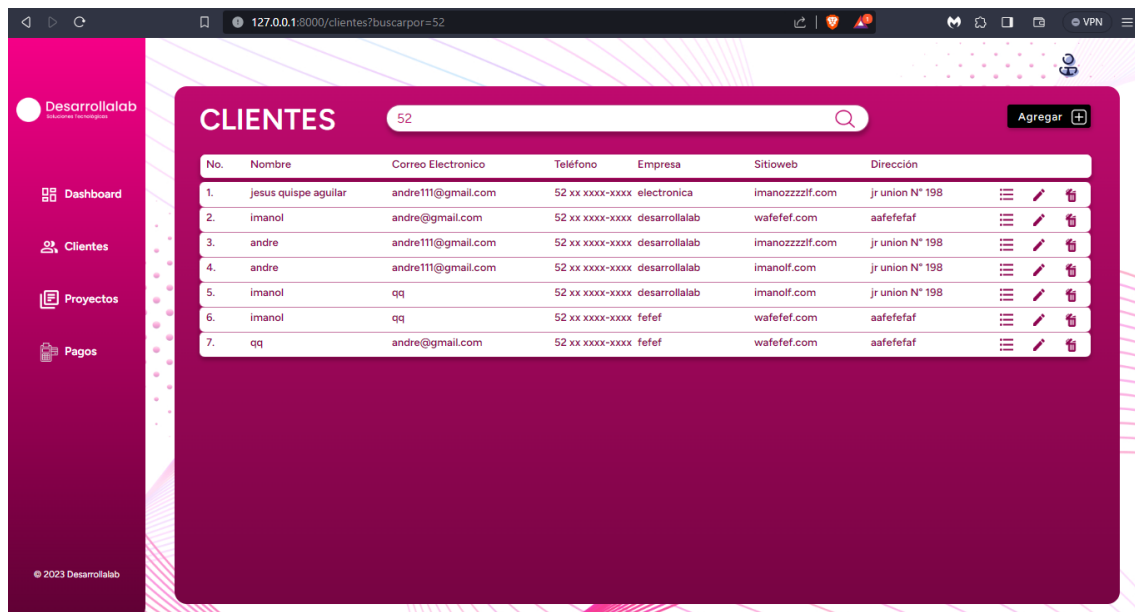 127.0.0.1:8000/clientes?buscarpor=52
1
VPN
Desarrollalab
Soluciones Tecnológicas
CLIENTES
52
Agregar
No. Nombre Correo Electronico Teléfono Empresa Sitioweb Dirección
1. jesus quispe aguilar andre111@gmail.com 52 xx xxxx-xxxx electronica imanozzzzlf.com jr union N° 198
2. imanol andre@gmail.com 52 xx xxxx-xxxx desarrollalab wafefef.com aafefefaf
3. andre andre111@gmail.com 52 xx xxxx-xxxx desarrollalab imanozzzzlf.com jr union N° 198
4. andre andre111@gmail.com 52 xx xxxx-xxxx desarrollalab imanolf.com jr union N° 198
5. imanol qq 52 xx xxxx-xxxx desarrollalab imanolf.com jr union N° 198
6. imanol qq 52 xx xxxx-xxxx fefef wafefef.com aafefefaf
7. qq andre@gmail.com 52 xx xxxx-xxxx fefef wafefef.com aafefefaf
Dashboard
Clientes
Proyectos
Pagos
© 2023 Desarrollalab